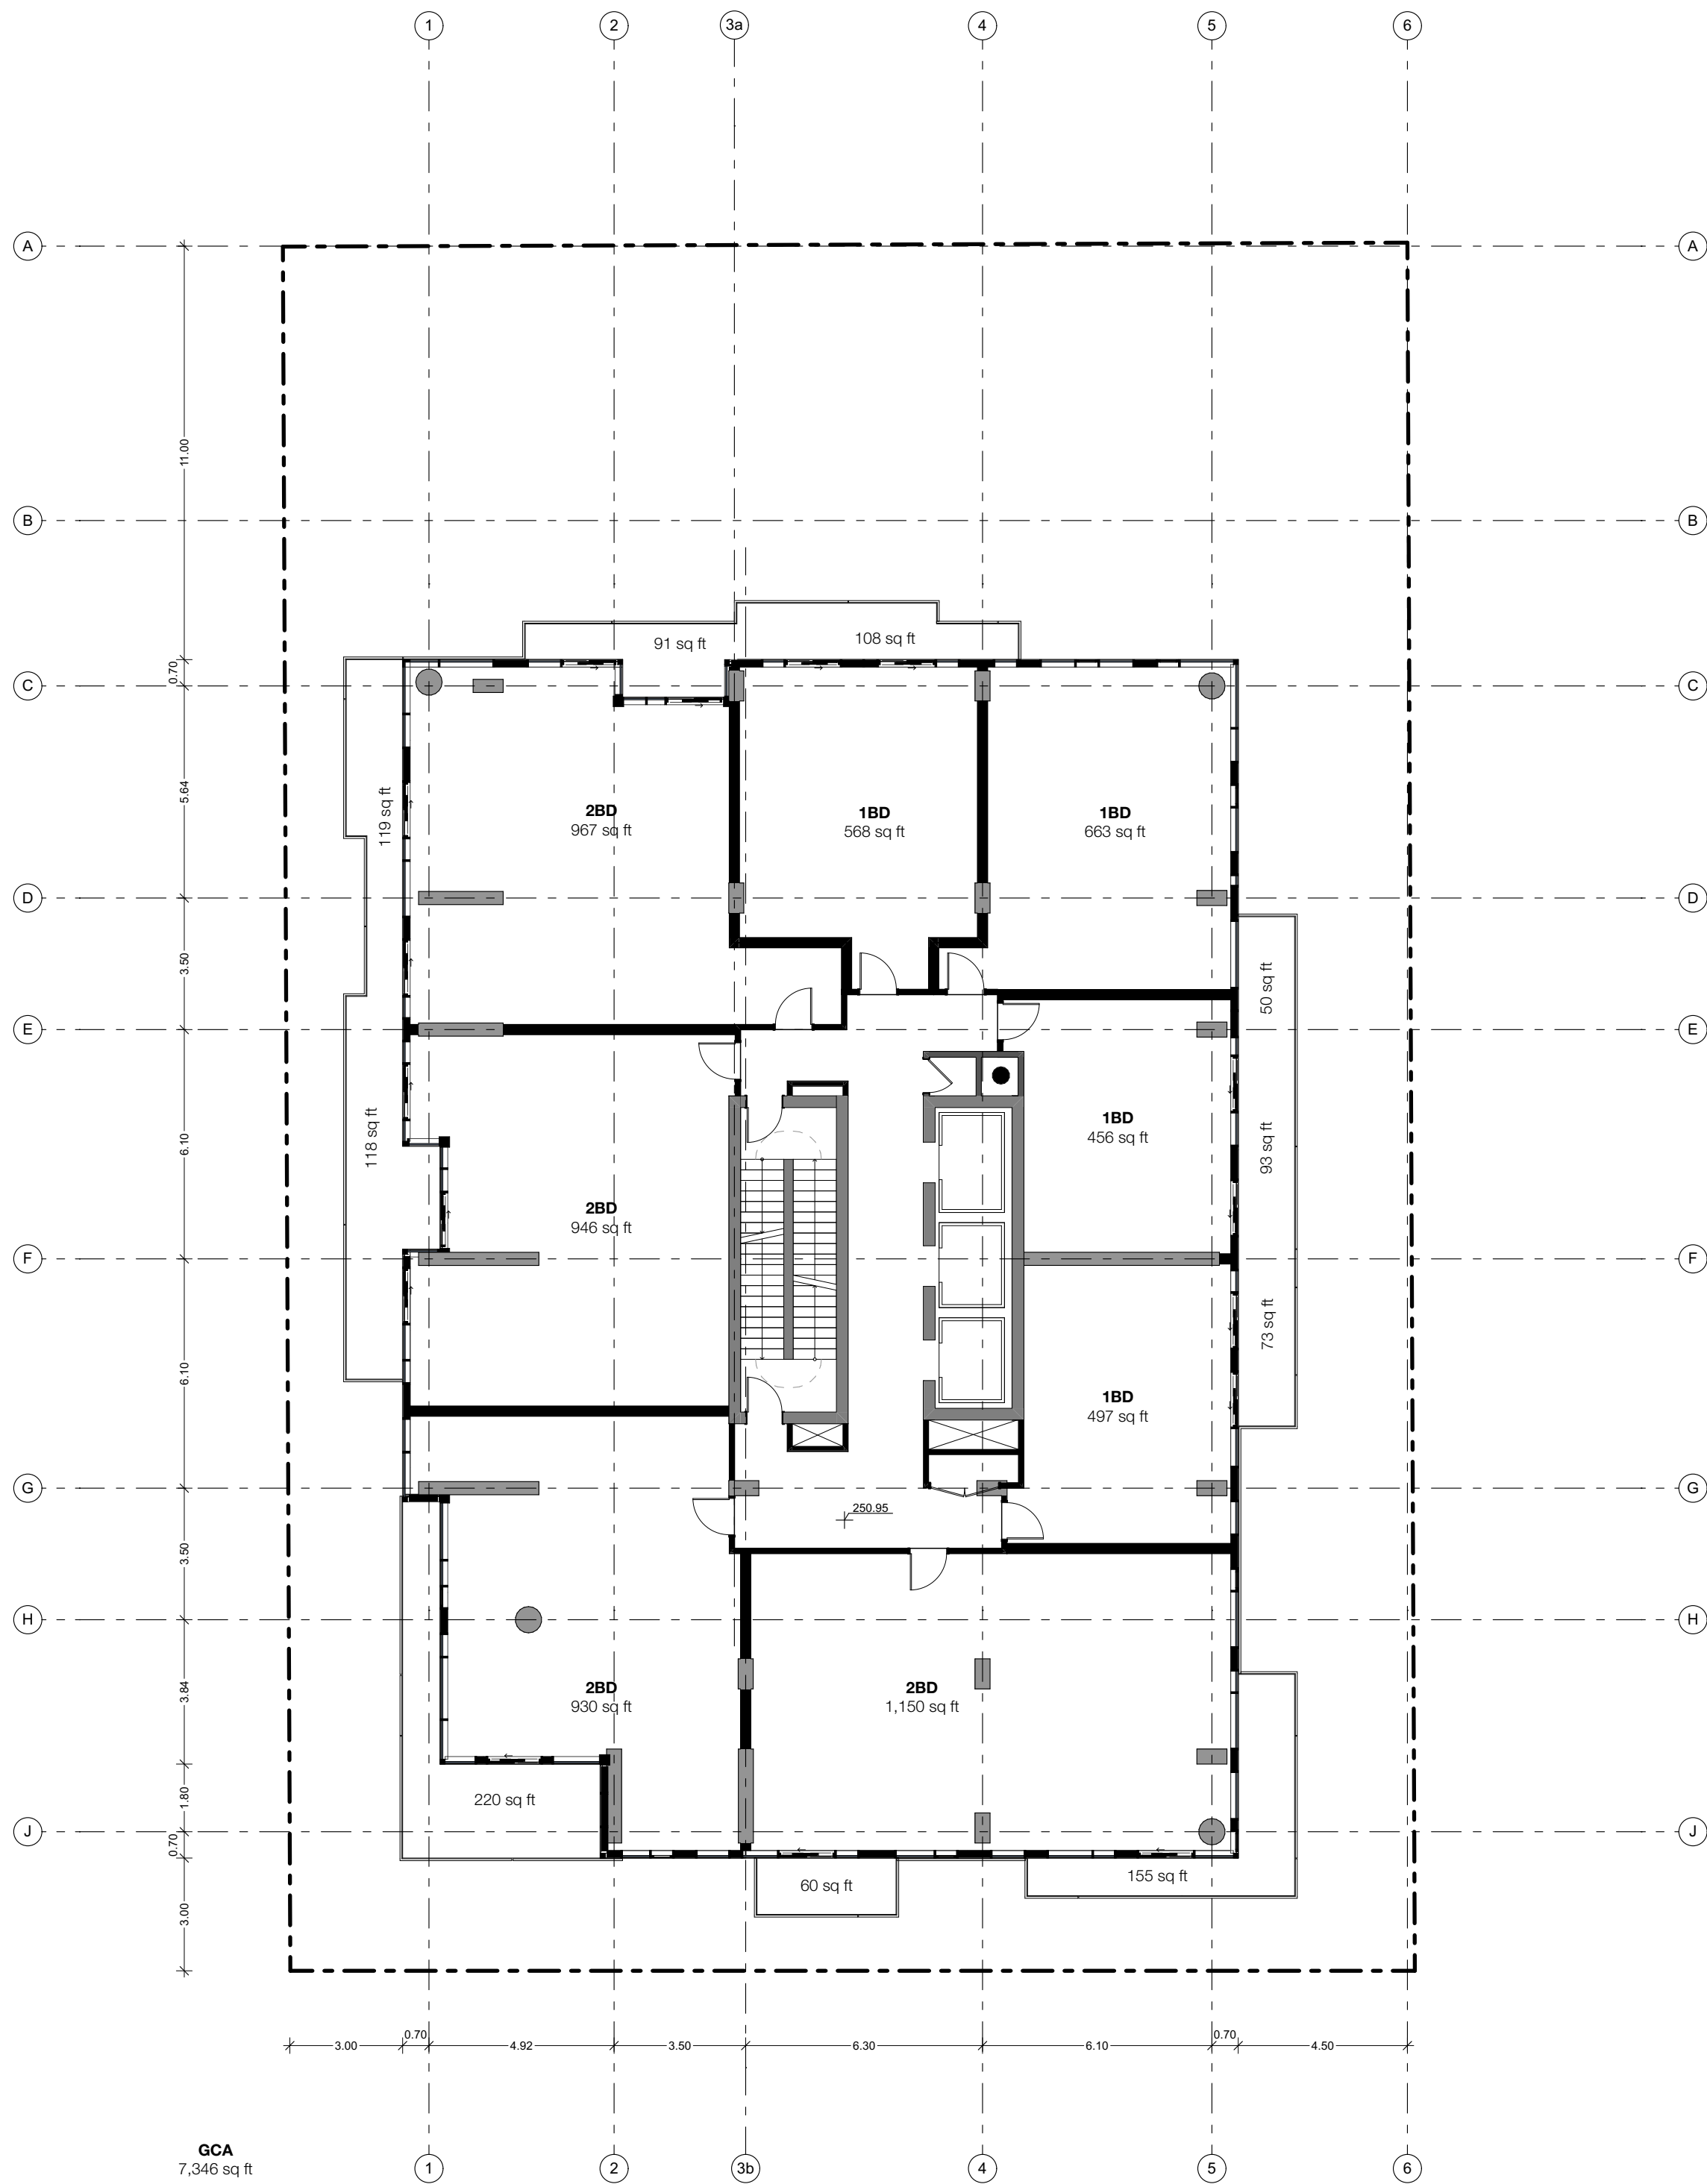 1
2
3a
4
5
6
A
A
11.00
B
B
91 sq ft
108 sq ft
0.70
C
C
5.64
119 sq ft
2BD
967 sq ft
1BD
568 sq ft
1BD
663 sq ft
D
D
3.50
50 sq ft
E
E
6.10
118 sq ft
1BD
456 sq ft
93 sq ft
2BD
946 sq ft
F
F
73 sq ft
6.10
1BD
497 sq ft
G
G
250.95
3.50
H
H
3.84
2BD
930 sq ft
2BD
1,150 sq ft
1.80
220 sq ft
J
J
0.70
60 sq ft
155 sq ft
3.00
3.00
0.70
4.92
3.50
6.30
6.10
0.70
4.50
GCA
7,346 sq ft
1
2
3b
4
5
6